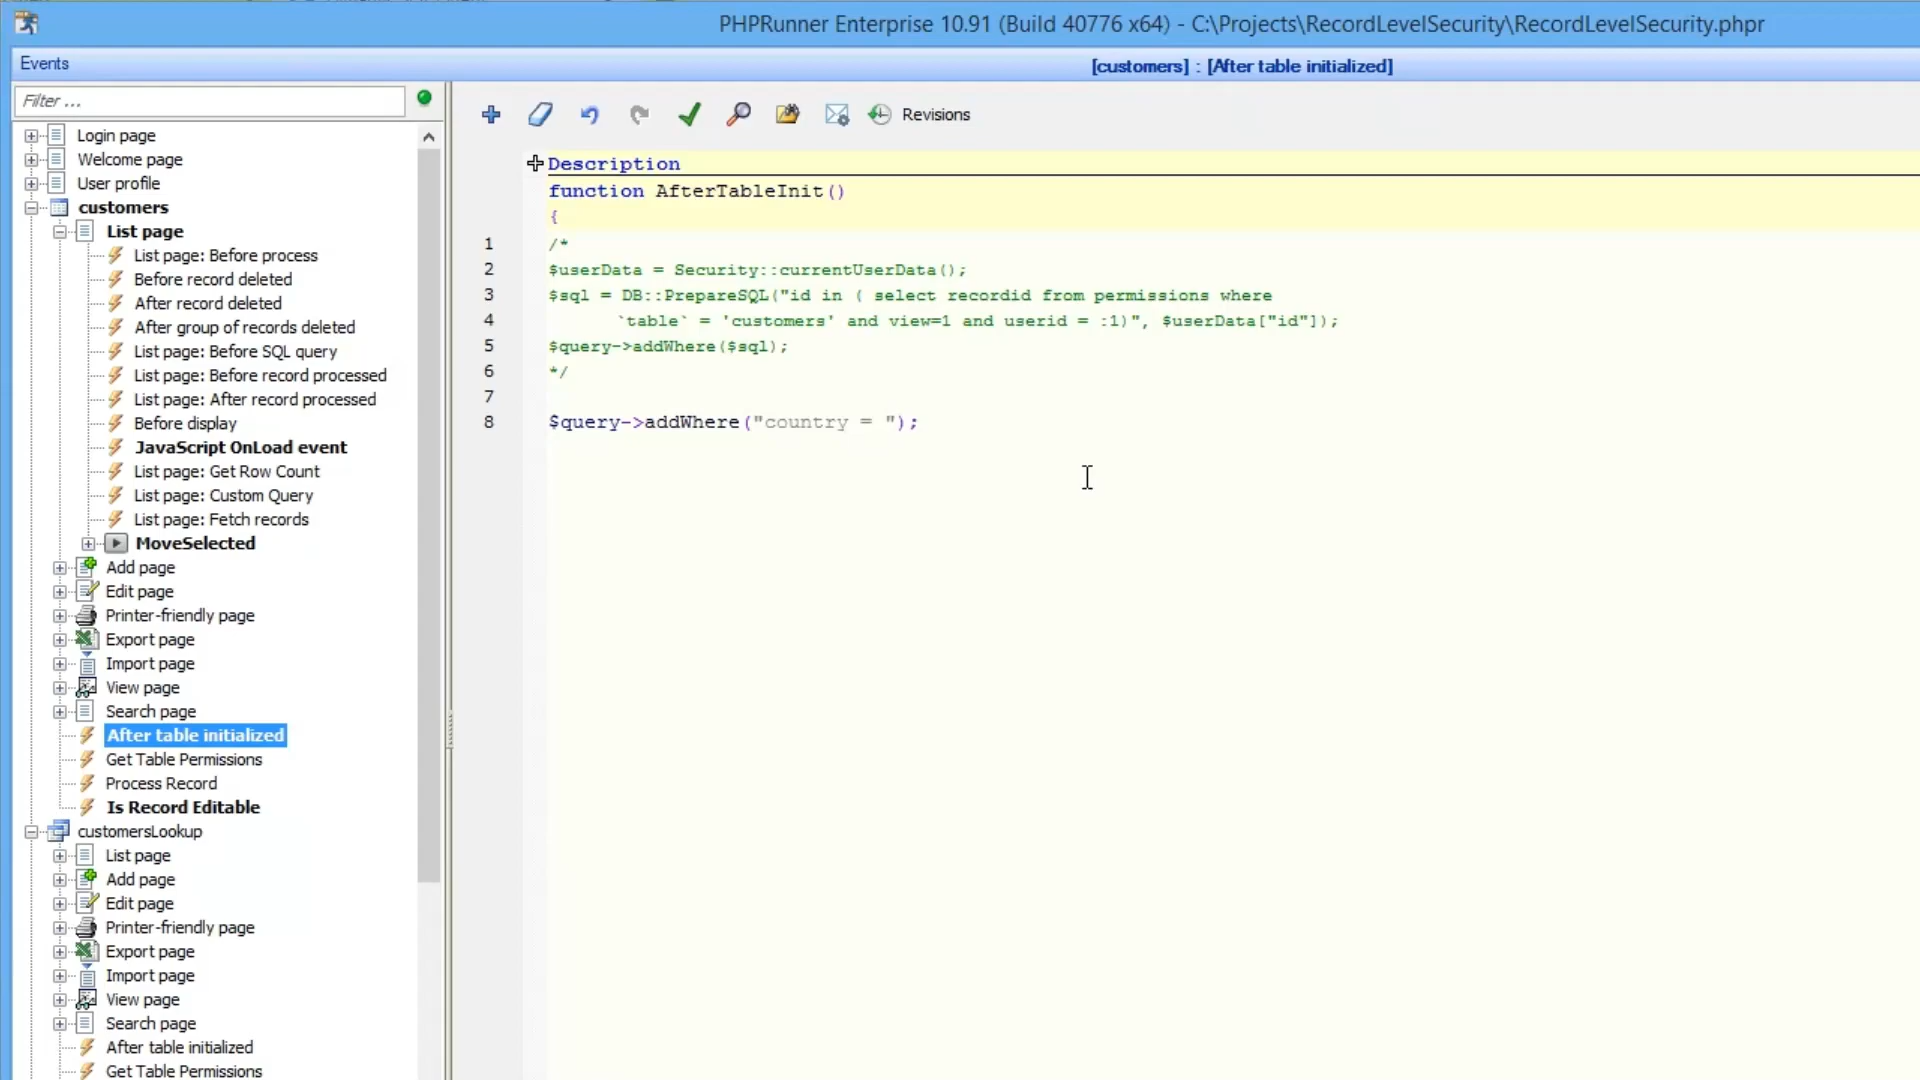 PHPRunner Enterprise 10.91 (Build 40776 x64) - C:\Projects\RecordLevelSecurity\RecordLevelSecurity.phpr
Events
[customers] : [After table initialized]
Filter ...
Login page
Welcome page
User profile
customers
List page
List page: Before process
Before record deleted
After record deleted
After group of records deleted
List page: Before SQL query
List page: Before record processed
List page: After record processed
Before display
JavaScript OnLoad event
List page: Get Row Count
List page: Custom Query
List page: Fetch records
MoveSelected
Add page
Edit page
Printer-friendly page
Export page
Import page
View page
Search page
After table initialized
Get Table Permissions
Process Record
Is Record Editable
customersLookup
List page
Add page
Edit page
Printer-friendly page
Export page
Import page
View page
Search page
After table initialized
Get Table Permissions
Revisions
Description
function AfterTableInit()
{
1 /*
2 $userData = Security::currentUserData();
3 $sql = DB::PrepareSQL("id in ( select recordid from permissions where
4 `table` = 'customers' and view=1 and userid = :1)", $userData["id"]);
5 $query->addWhere($sql);
6 */
7
8 $query->addWhere("country = ");